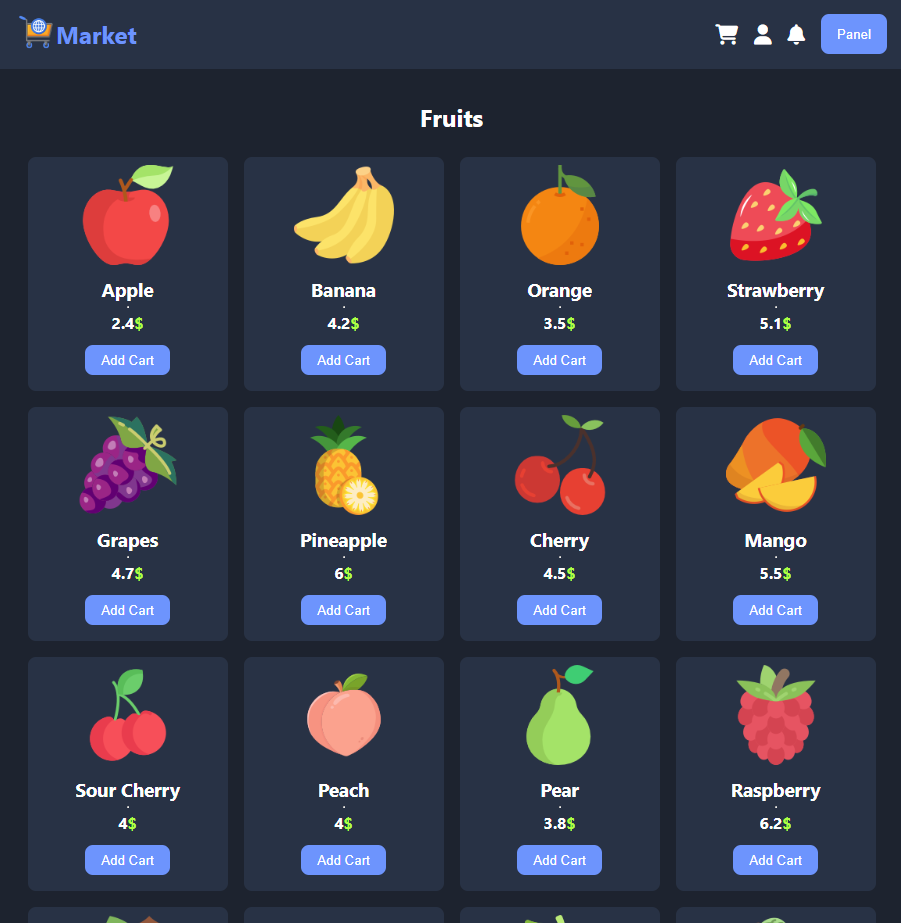 Market
Panel
Fruits
Apple
2.4$
Add Cart
Banana
4.2$
Add Cart
Orange
3.5$
Add Cart
Strawberry
5.1$
Add Cart
Grapes
4.7$
Add Cart
Pineapple
6$
Add Cart
Cherry
4.5$
Add Cart
Mango
5.5$
Add Cart
Sour Cherry
4$
Add Cart
Peach
4$
Add Cart
Pear
3.8$
Add Cart
Raspberry
6.2$
Add Cart